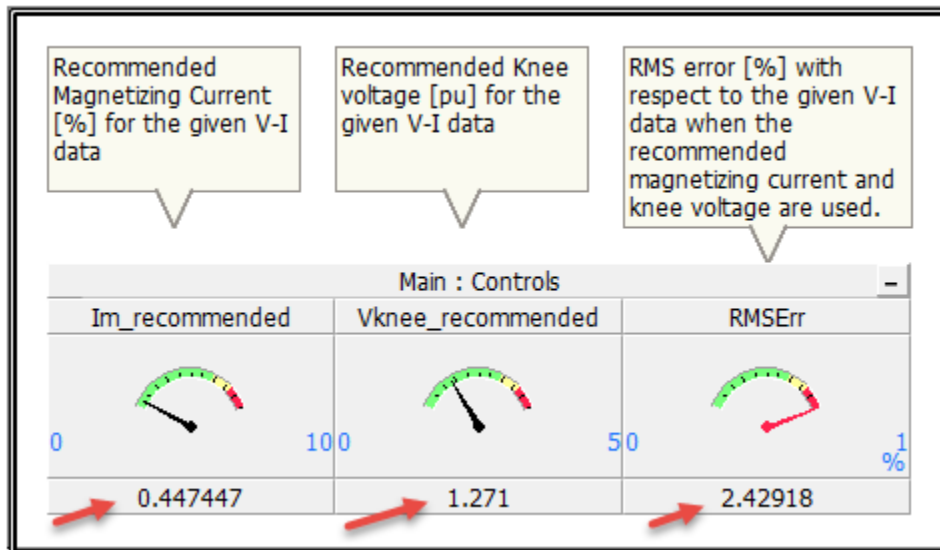 Recommended
Magnetizing Current
[%] for the given V-I
data
Recommended Knee
voltage [pu] for the
given V-I data
RMS error [%] with
respect to the given V-I
data when the
recommended
magnetizing current and
knee voltage are used.
Main : Controls
Im_recommended Vknee_recommended RMSErr
0 10 0 5 0 1
%
0.447447 1.271 2.42918